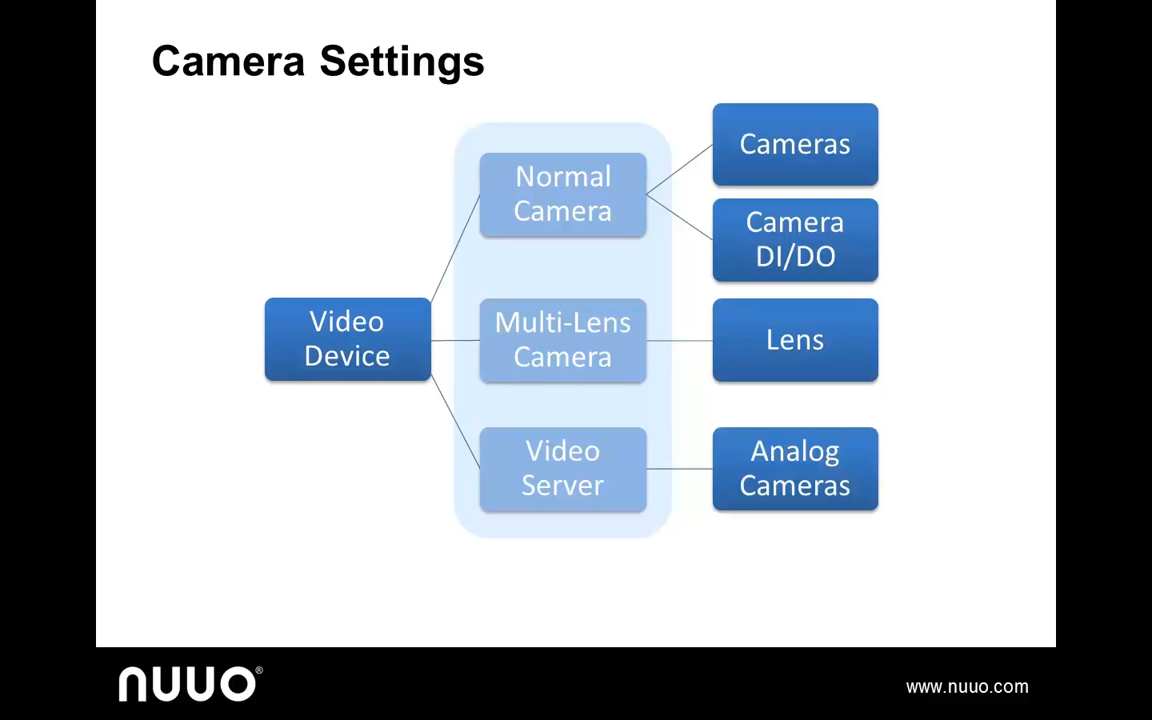 Camera Settings
Cameras
Normal
Camera
Camera
DI/DO
Video
Device
Multi-Lens
Camera
Lens
Video
Server
Analog
Cameras
nuuo®
www.nuuo.com